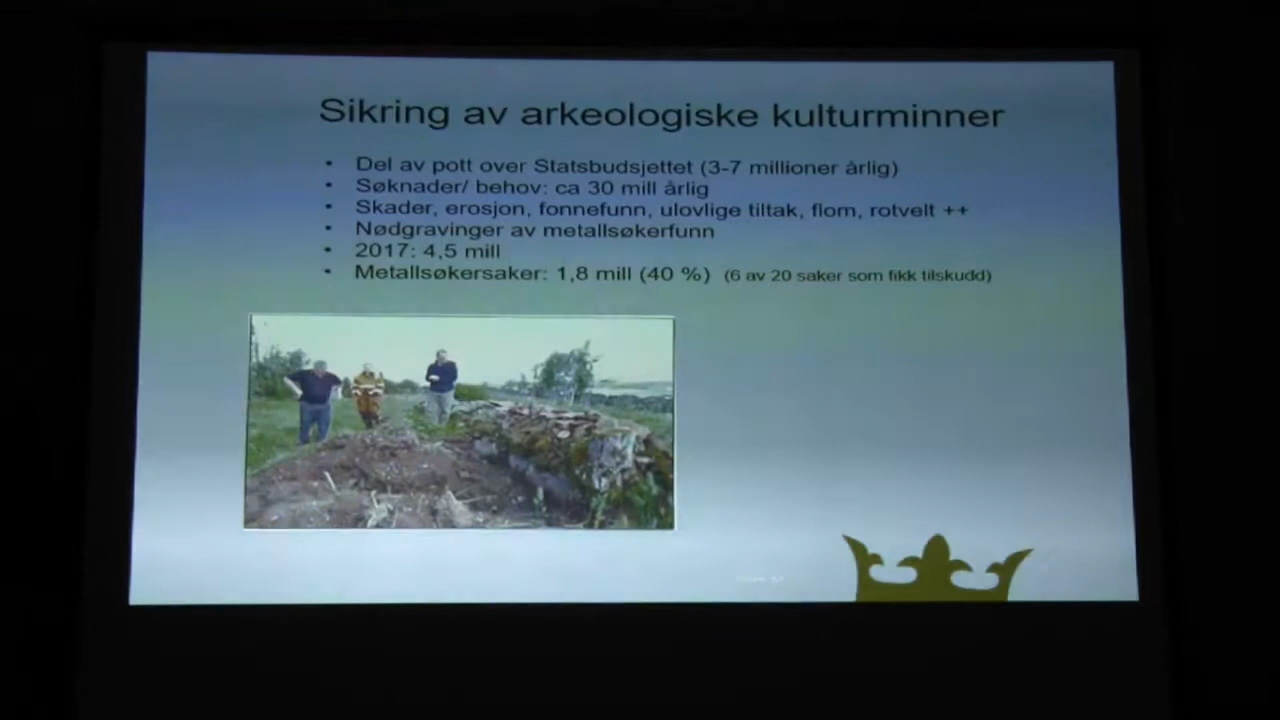 Sikring av arkeologiske kulturminner
• Del av pott over Statsbudsjettet (3-7 millioner årlig)
• Søknader/ behov: ca 30 mill årlig
• Skader, erosjon, fonnefunn, ulovlige tiltak, flom, rotvelt ++
• Nødgravinger av metallsøkerfunn
• 2017: 4,5 mill
• Metallsøkersaker: 1,8 mill (40 %) (6 av 20 saker som fikk tilskudd)